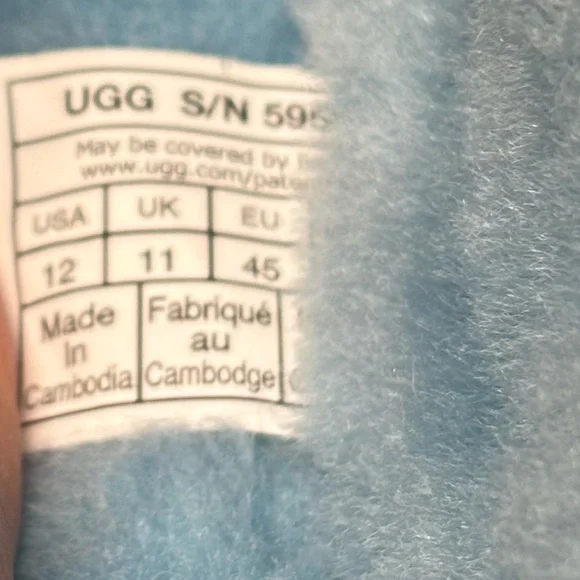 UGG S/N 595
May be covered by
www.ugg.com/pate
USA UK EU
12 11 45
Made Fabriqué
In au
Cambodia Cambodge